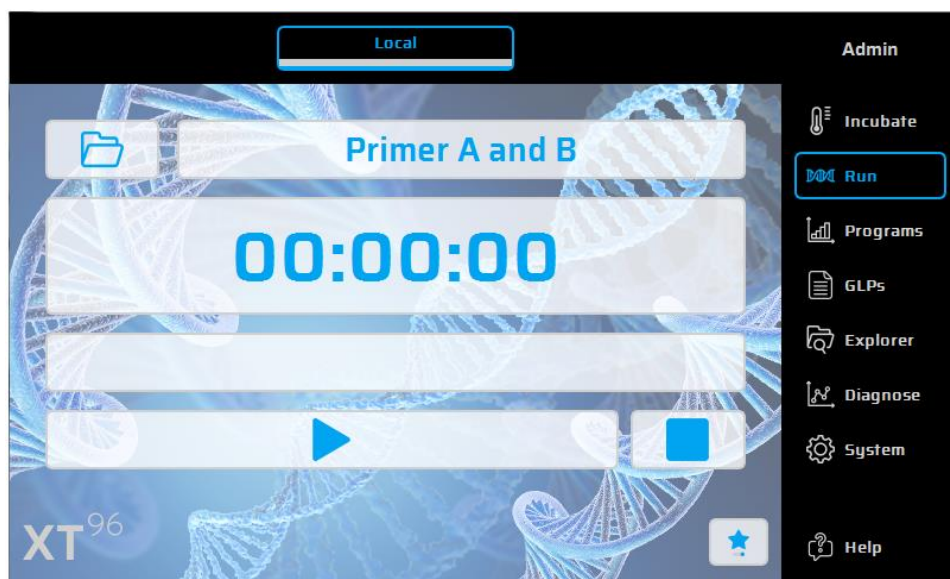 Local
Admin
Primer A and B
00:00:00
XT96
Incubate
Run
Programs
GLPs
Explorer
Diagnose
System
Help